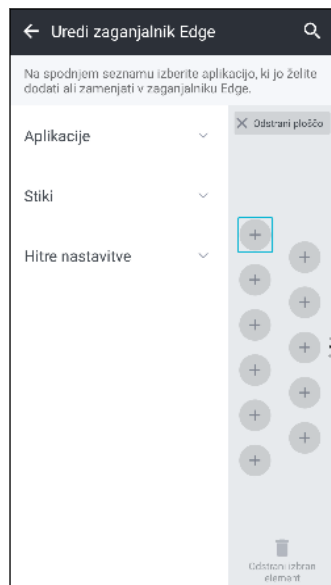 Uredi zaganjalnik Edge
Na spodnjem seznamu izberite aplikacijo, ki jo želite
dodati ali zamenjati v zaganjalniku Edge.
Odstrani ploščo
Aplikacije
Stiki
Hitre nastavitve
Odstrani izbran
element